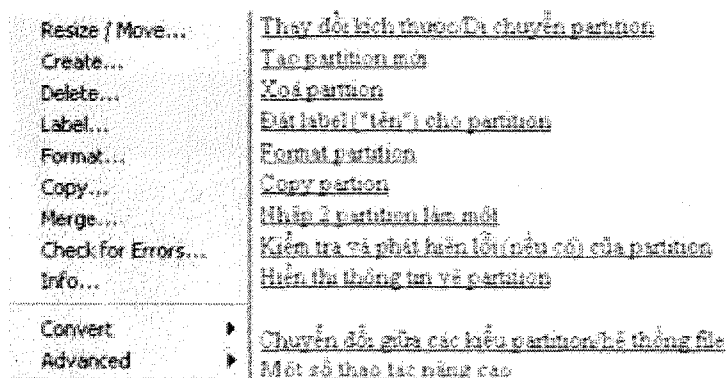 Resize / Move... Thay đổi kích thước/Di chuyển partition
Create... Tạo partition mới
Delete... Xoá partion
Label... Đặt label ("tên") cho partition
Format... Format partition
Copy... Copy partion
Merge... Nhập 2 partition làm một
Check for Errors... Kiểm tra và phát hiện lỗi (nếu có) của partition
Info... Hiển thị thông tin về partition
Convert Chuyển đổi giữa các kiểu partition/hệ thống file
Advanced Một số thao tác nâng cao